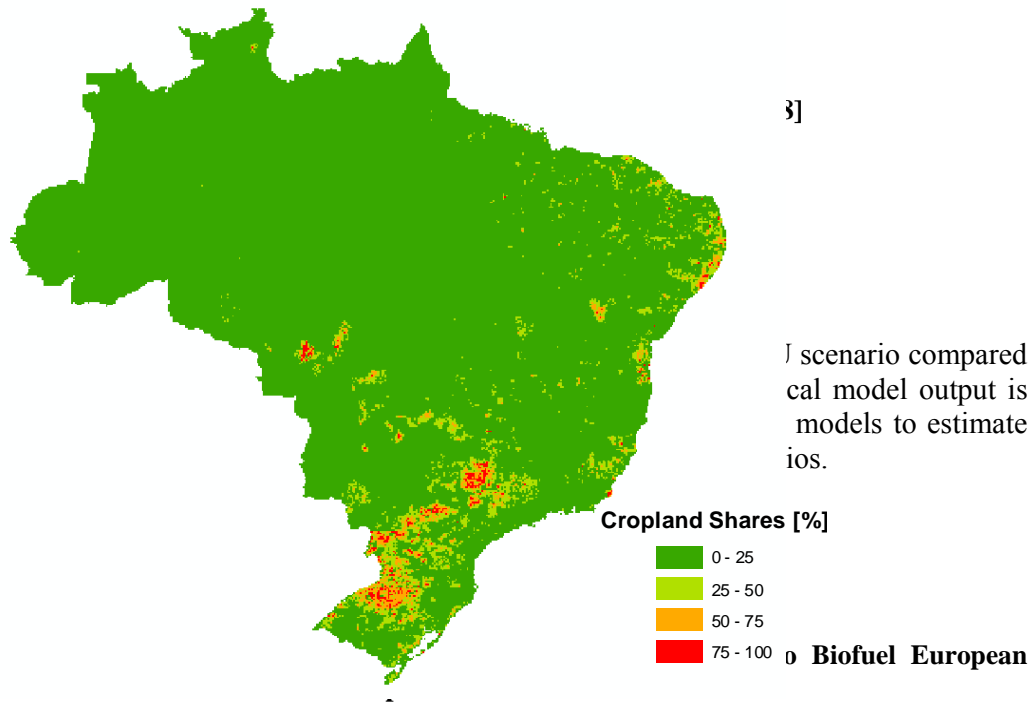 8]
scenario compared
cal model output is
models to estimate
ios.
Cropland Shares [%]
0 - 25
25 - 50
50 - 75
75 - 100
o Biofuel European